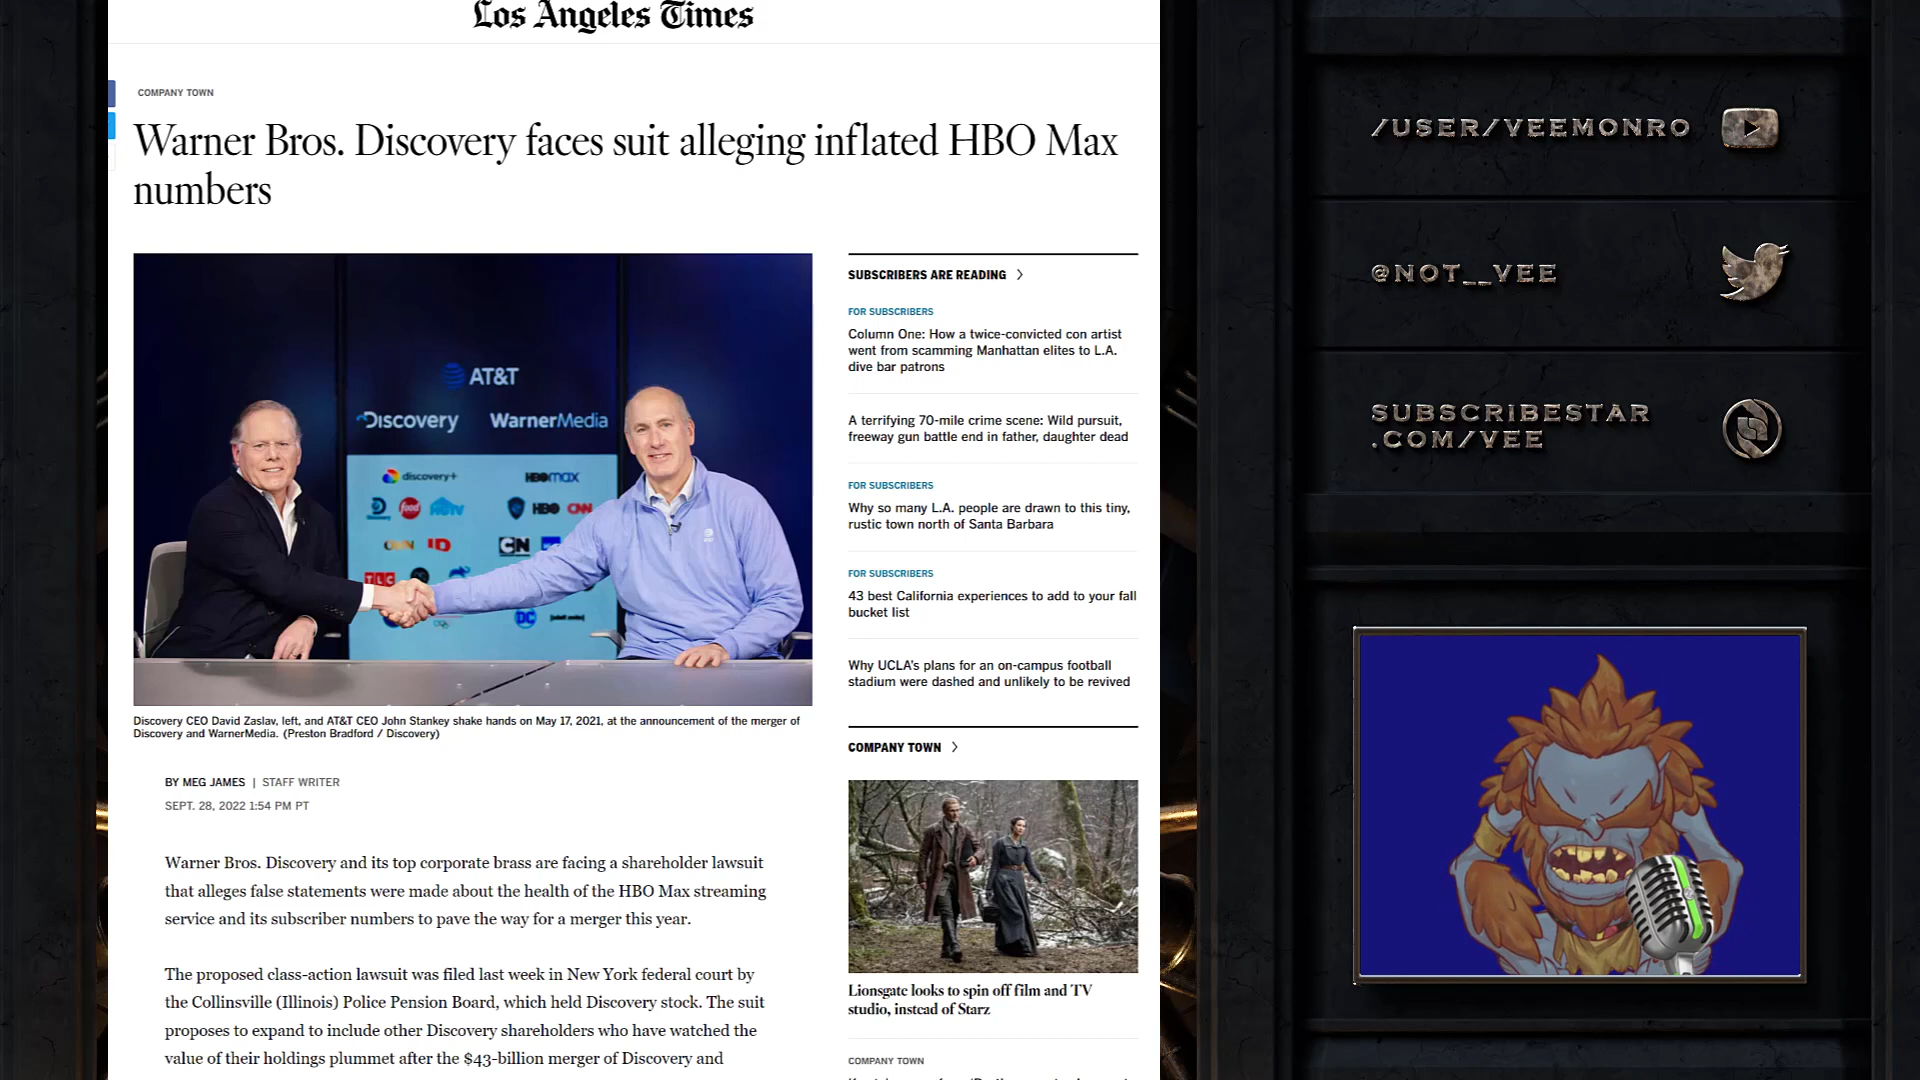 Los Angeles Times
COMPANY TOWN
Warner Bros. Discovery faces suit alleging inflated HBO Max
numbers
AT&T
Discovery
WarnerMedia
discovery+
HBOmax
Discovery
food
HGTV
HBO
CNN
OWN
ID
CN
TLC
DC
[adult swim]
Discovery CEO David Zaslav, left, and AT&T CEO John Stankey shake hands on May 17, 2021, at the announcement of the merger of
Discovery and WarnerMedia. (Preston Bradford / Discovery)
BY MEG JAMES | STAFF WRITER
SEPT. 28, 2022 1:54 PM PT
Warner Bros. Discovery and its top corporate brass are facing a shareholder lawsuit
that alleges false statements were made about the health of the HBO Max streaming
service and its subscriber numbers to pave the way for a merger this year.
The proposed class-action lawsuit was filed last week in New York federal court by
the Collinsville (Illinois) Police Pension Board, which held Discovery stock. The suit
proposes to expand to include other Discovery shareholders who have watched the
value of their holdings plummet after the $43-billion merger of Discovery and
SUBSCRIBERS ARE READING
FOR SUBSCRIBERS
Column One: How a twice-convicted con artist
went from scamming Manhattan elites to L.A.
dive bar patrons
A terrifying 70-mile crime scene: Wild pursuit,
freeway gun battle end in father, daughter dead
FOR SUBSCRIBERS
Why so many L.A. people are drawn to this tiny,
rustic town north of Santa Barbara
FOR SUBSCRIBERS
43 best California experiences to add to your fall
bucket list
Why UCLA's plans for an on-campus football
stadium were dashed and unlikely to be revived
COMPANY TOWN
Lionsgate looks to spin off film and TV
studio, instead of Starz
COMPANY TOWN
/USER/VEEMONRO
@NOT__VEE
SUBSCRIBESTAR
.COM/VEE